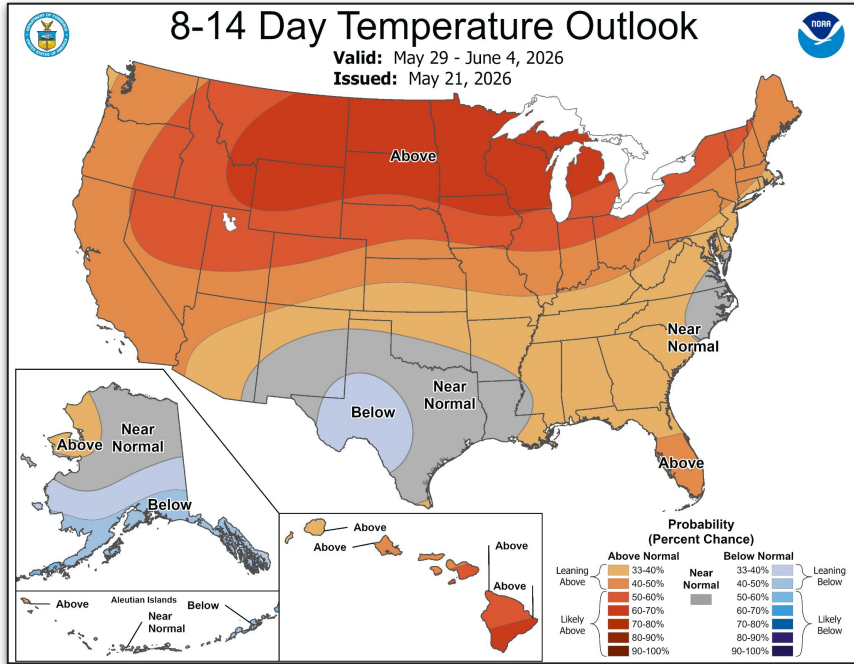 8-14 Day Temperature Outlook
Valid: May 29 - June 4, 2026
Issued: May 21, 2026
NOAA
Above
Near
Normal
Near
Normal
Below
Above
Above
Near
Normal
Below
Above
Aleutian Islands
Near
Normal
Below
Above
Above
Above
Above
Probability
(Percent Chance)
Above Normal
Below Normal
Leaning
Above
33-40%
40-50%
Likely
Above
50-60%
60-70%
70-80%
80-90%
90-100%
Near
Normal
33-40%
40-50%
Leaning
Below
50-60%
60-70%
70-80%
80-90%
90-100%
Likely
Below